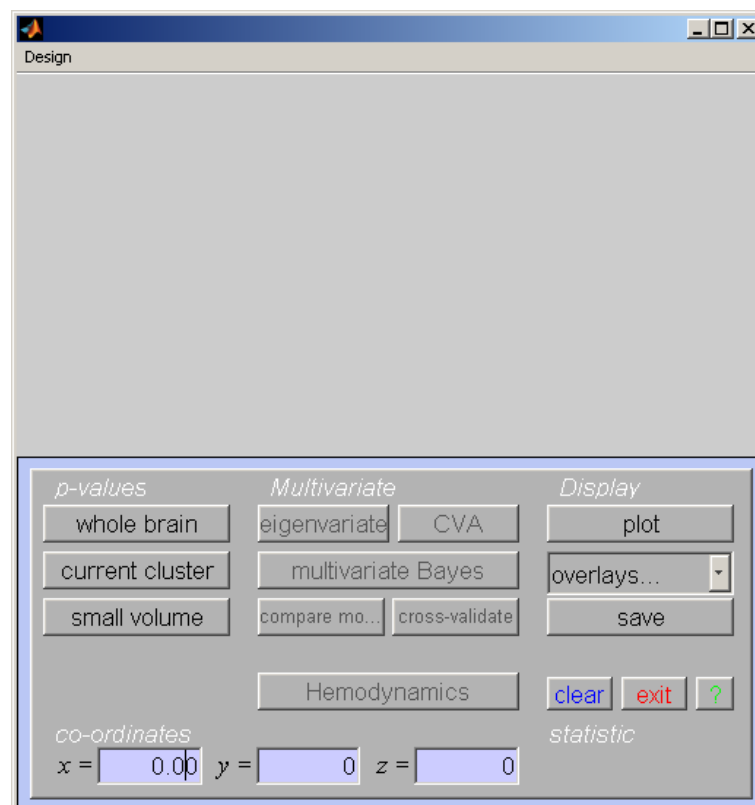 Design
p-values Multivariate Display
whole brain eigenvariate CVA plot
current cluster multivariate Bayes overlays...
small volume compare mo... cross-validate save
Hemodynamics clear exit ?
co-ordinates statistic
x = 0.00 y = 0 z = 0